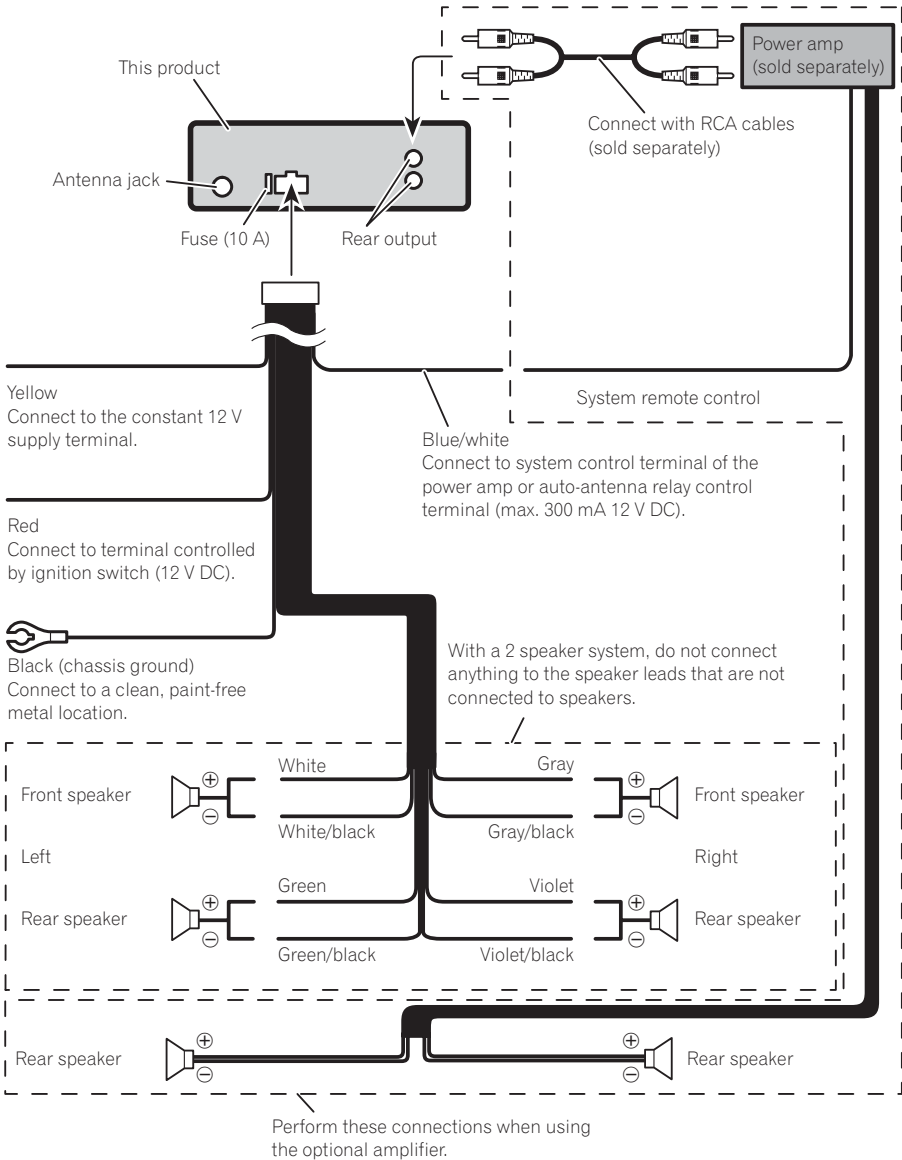 Power amp
(sold separately)
This product
Connect with RCA cables
(sold separately)
Antenna jack
Fuse (10 A)
Rear output
Yellow
Connect to the constant 12 V
supply terminal.
System remote control
Blue/white
Connect to system control terminal of the
power amp or auto-antenna relay control
terminal (max. 300 mA 12 V DC).
Red
Connect to terminal controlled
by ignition switch (12 V DC).
Black (chassis ground)
Connect to a clean, paint-free
metal location.
With a 2 speaker system, do not connect
anything to the speaker leads that are not
connected to speakers.
White
Gray
⊕
⊕
Front speaker
Front speaker
⊖
⊖
White/black
Gray/black
Left
Right
Green
Violet
⊕
⊕
Rear speaker
Rear speaker
⊖
⊖
Green/black
Violet/black
⊕
⊕
Rear speaker
Rear speaker
⊖
⊖
Perform these connections when using
the optional amplifier.